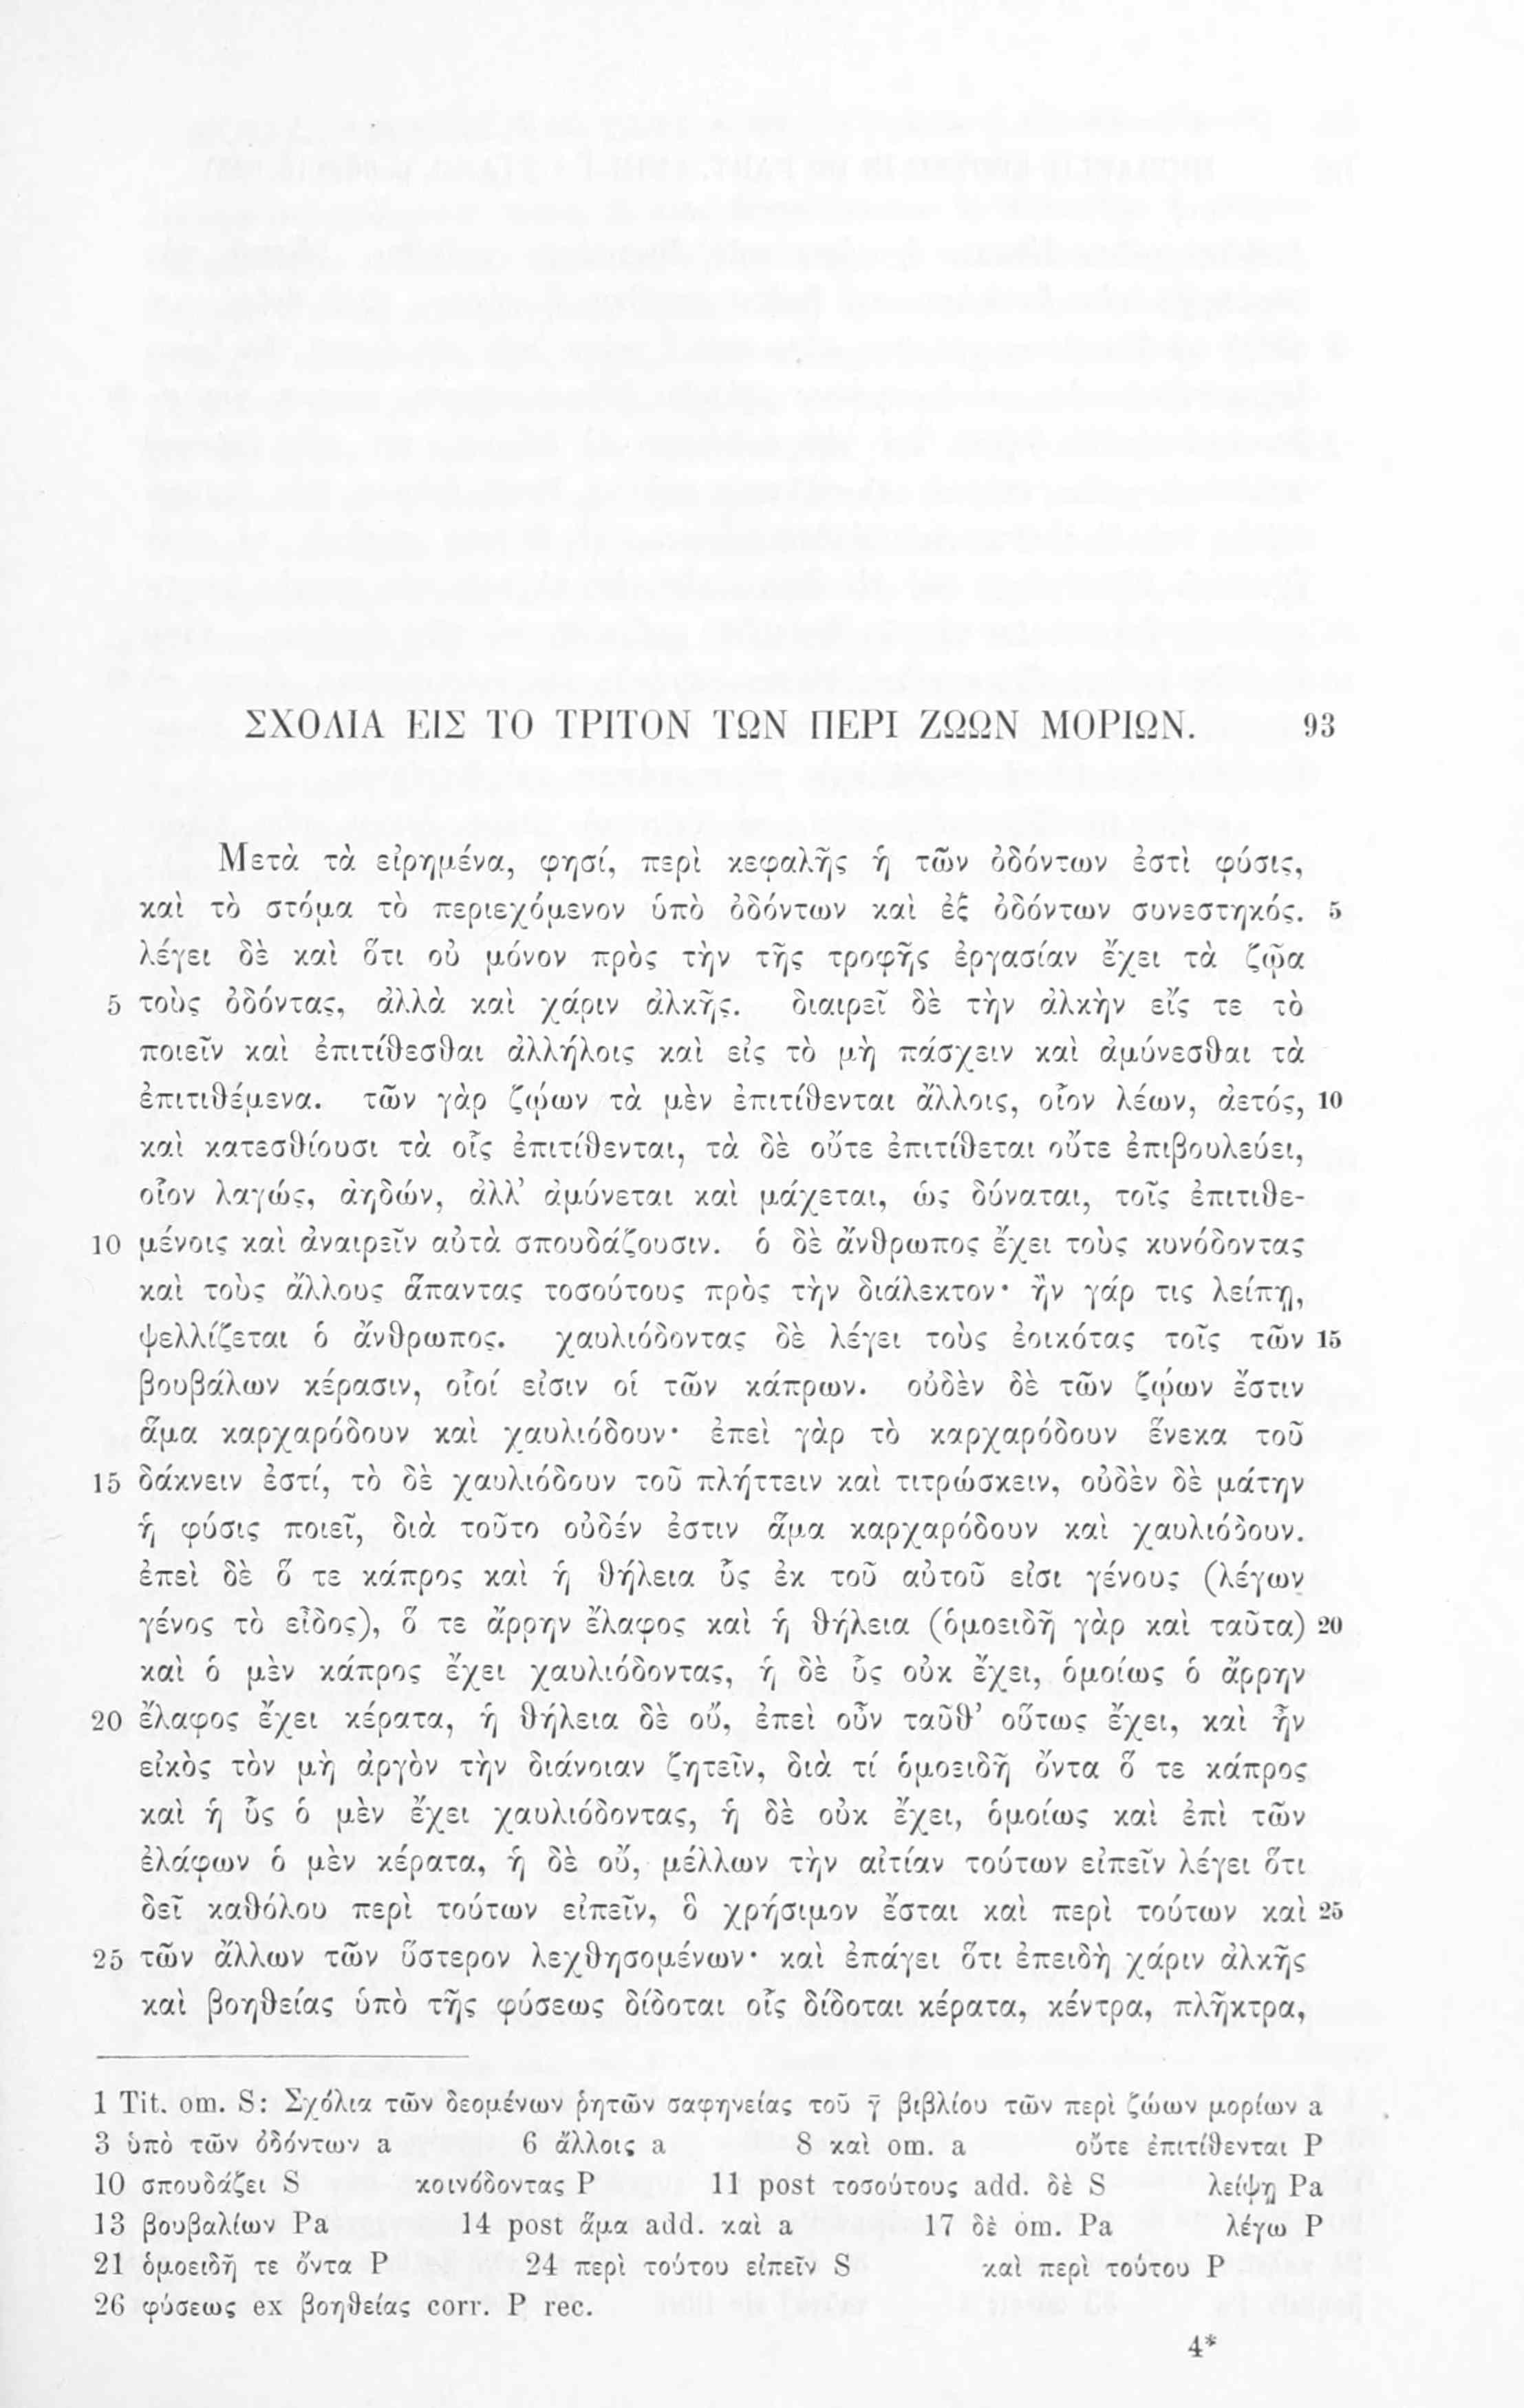 ΣΧΟΛΙΑ ΕΙΣ ΤΟ ΤΡΙΤΟΝ ΤΩΝ ΠΕΡΙ ΖΩΩΝ ΜΟΡΙΩΝ. 93
Μετὰ τὰ εἰρημένα, φησί, περὶ κεφαλῆς ἡ τῶν ὀδόντων ἐστὶ φύσις,
καὶ τὸ στόμα τὸ περιεχόμενον ὑπὸ ὀδόντων καὶ ἐξ ὀδόντων συνεστηκός. 5
λέγει δὲ καὶ ὅτι οὐ μόνον πρὸς τὴν τῆς τροφῆς ἐργασίαν ἔχει τὰ ζῷα
5 τοὺς ὀδόντας, ἀλλὰ καὶ χάριν ἀλκῆς. διαιρεῖ δὲ τὴν ἀλκὴν εἴς τε τὸ
ποιεῖν καὶ ἐπιτίθεσθαι ἀλλήλοις καὶ εἰς τὸ μὴ πάσχειν καὶ ἀμύνεσθαι τὰ
ἐπιτιθέμενα. τῶν γὰρ ζῴων τὰ μὲν ἐπιτίθενται ἄλλοις, οἷον λέων, ἀετός, 10
καὶ κατεσθίουσι τὰ οἷς ἐπιτίθενται, τὰ δὲ οὔτε ἐπιτίθεται οὔτε ἐπιβουλεύει,
οἷον λαγώς, ἀηδών, ἀλλ’ ἀμύνεται καὶ μάχεται, ὡς δύναται, τοῖς ἐπιτιθε-
10 μένοις καὶ ἀναιρεῖν αὐτὰ σπουδάζουσιν. ὁ δὲ ἄνθρωπος ἔχει τοὺς κυνόδοντας
καὶ τοὺς ἄλλους ἅπαντας τοσούτους πρὸς τὴν διάλεκτον· ἢν γάρ τις λείπῃ,
ψελλίζεται ὁ ἄνθρωπος. χαυλιόδοντας δὲ λέγει τοὺς ἐοικότας τοῖς τῶν 15
βουβάλων κέρασιν, οἷοί εἰσιν οἱ τῶν κάπρων. οὐδὲν δὲ τῶν ζῴων ἔστιν
ἅμα καρχαρόδουν καὶ χαυλιόδουν· ἐπεὶ γὰρ τὸ καρχαρόδουν ἕνεκα τοῦ
15 δάκνειν ἐστί, τὸ δὲ χαυλιόδουν τοῦ πλήττειν καὶ τιτρώσκειν, οὐδὲν δὲ μάτην
ἡ φύσις ποιεῖ, διὰ τοῦτο οὐδέν ἐστιν ἅμα καρχαρόδουν καὶ χαυλιόδουν.
ἐπεὶ δὲ ὅ τε κάπρος καὶ ἡ θήλεια ὗς ἐκ τοῦ αὐτοῦ εἰσι γένους (λέγων
γένος τὸ εἶδος), ὅ τε ἄρρην ἔλαφος καὶ ἡ θήλεια (ὁμοειδῆ γὰρ καὶ ταῦτα) 20
καὶ ὁ μὲν κάπρος ἔχει χαυλιόδοντας, ἡ δὲ ὗς οὐκ ἔχει, ὁμοίως ὁ ἄρρην
20 ἔλαφος ἔχει κέρατα, ἡ θήλεια δὲ οὔ, ἐπεὶ οὖν ταῦθ’ οὕτως ἔχει, καὶ ἦν
εἰκὸς τὸν μὴ ἀργὸν τὴν διάνοιαν ζητεῖν, διὰ τί ὁμοειδῆ ὄντα ὅ τε κάπρος
καὶ ἡ ὗς ὁ μὲν ἔχει χαυλιόδοντας, ἡ δὲ οὐκ ἔχει, ὁμοίως καὶ ἐπὶ τῶν
ἐλάφων ὁ μὲν κέρατα, ἡ δὲ οὔ, μέλλων τὴν αἰτίαν τούτων εἰπεῖν λέγει ὅτι
δεῖ καθόλου περὶ τούτων εἰπεῖν, ὃ χρήσιμον ἔσται καὶ περὶ τούτων καὶ 25
25 τῶν ἄλλων τῶν ὕστερον λεχθησομένων· καὶ ἐπάγει ὅτι ἐπειδὴ χάριν ἀλκῆς
καὶ βοηθείας ὑπὸ τῆς φύσεως δίδοται οἷς δίδοται κέρατα, κέντρα, πλῆκτρα,
1 Tit. om. S: Σχόλια τῶν δεομένων ῥητῶν σαφηνείας τοῦ γ̄ βιβλίου τῶν περὶ ζώων μορίων a
3 ὑπὸ τῶν ὀδόντων a 6 ἄλλοις a 8 καὶ om. a οὔτε ἐπιτίθενται P
10 σπουδάζει S κοινόδοντας P 11 post τοσούτους add. δὲ S λείψῃ Pa
13 βουβαλίων Pa 14 post ἅμα add. καὶ a 17 δὲ om. Pa λέγω P
21 ὁμοειδῆ τε ὄντα P 24 περὶ τούτου εἰπεῖν S καὶ περὶ τούτου P
26 φύσεως ex βοηθείας corr. P rec.
4*